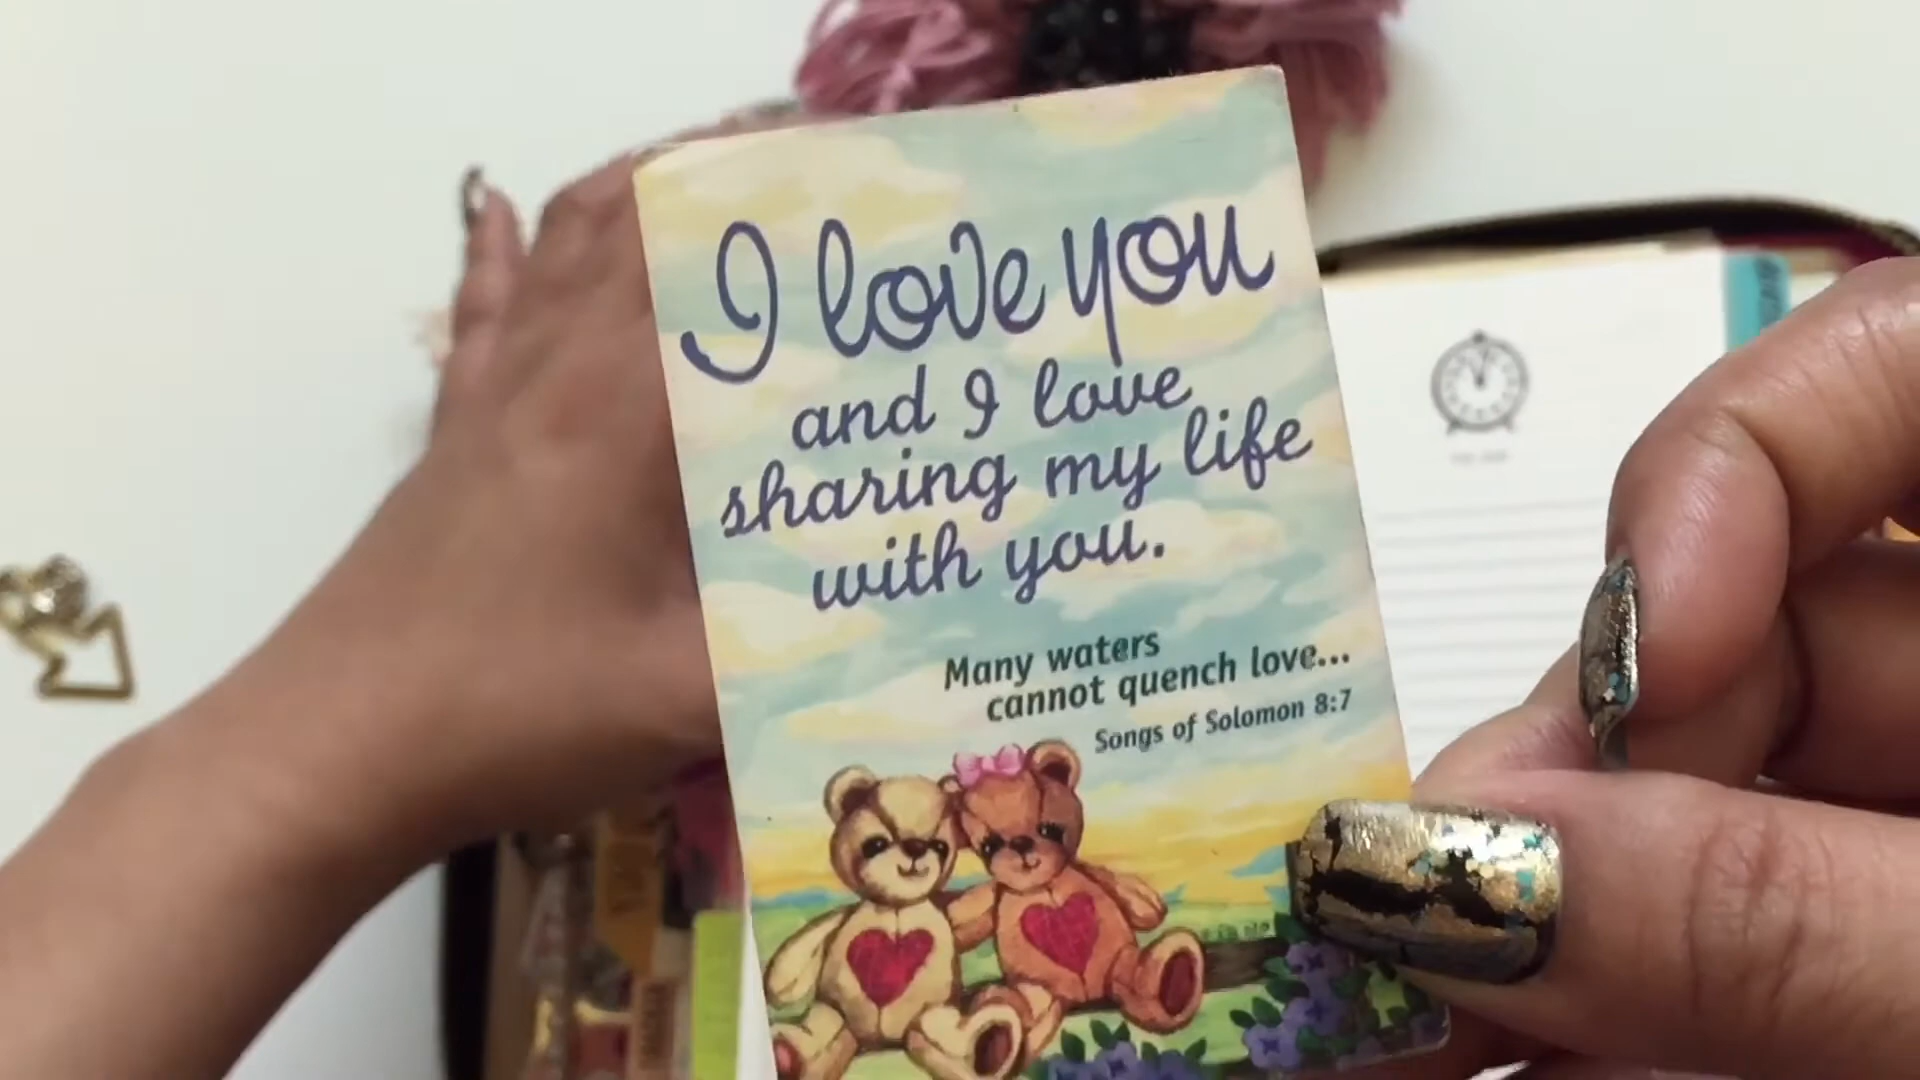 I love you
and I love
sharing my life
with you.
Many waters
cannot quench love...
Songs of Solomon 8:7